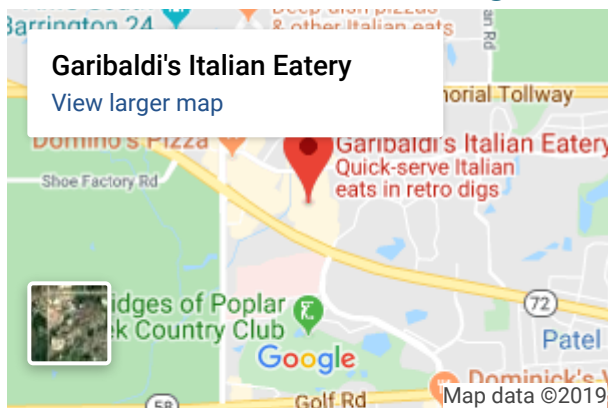 Barrington 24
Deep dish pizzas
& other Italian eats
Rd
Garibaldi's Italian Eatery
View larger map
norial Tollway
Domino's Pizza
Garibaldi's Italian Eatery
Quick-serve Italian
eats in retro digs
Shoe Factory Rd
idges of Poplar
ek Country Club
72
Patel
Google
Dominick's
58
Golf Rd
Map data ©2019